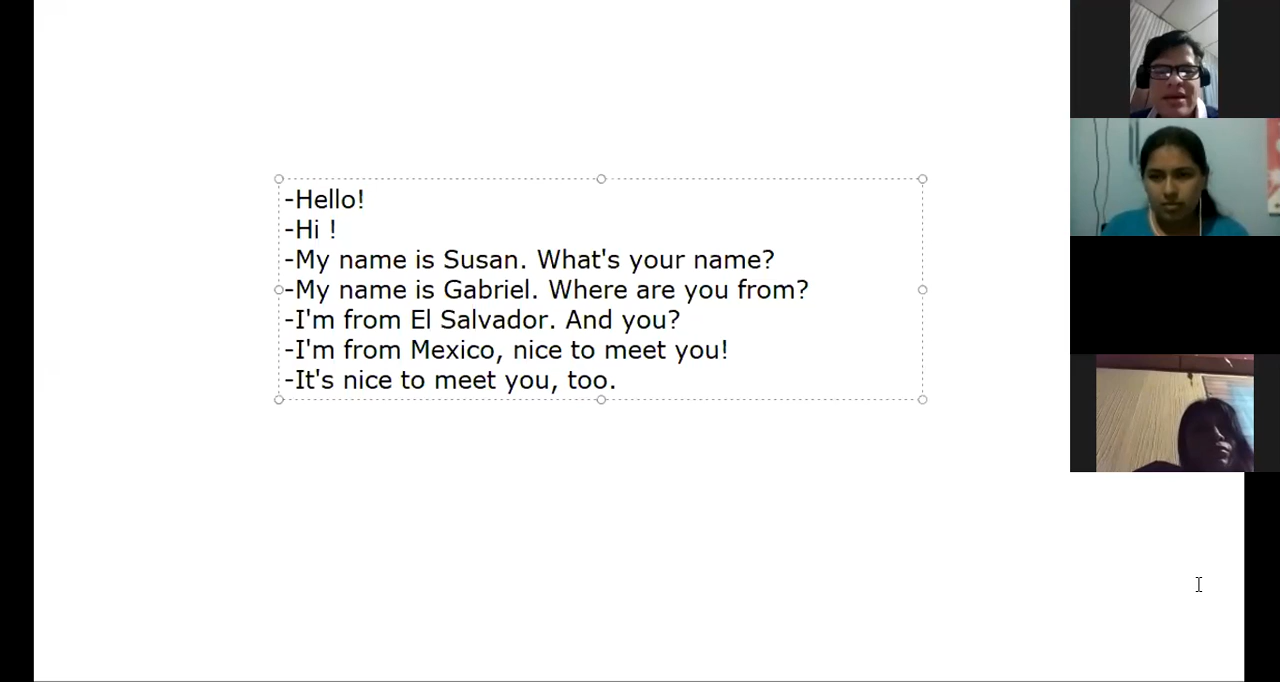 -Hello!
-Hi !
-My name is Susan. What's your name?
-My name is Gabriel. Where are you from?
-I'm from El Salvador. And you?
-I'm from Mexico, nice to meet you!
-It's nice to meet you, too.